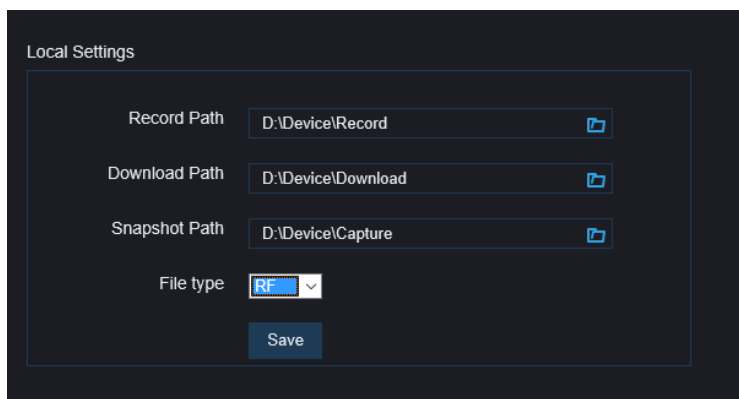 Local Settings
Record Path D:\Device\Record
Download Path D:\Device\Download
Snapshot Path D:\Device\Capture
File type RF
Save